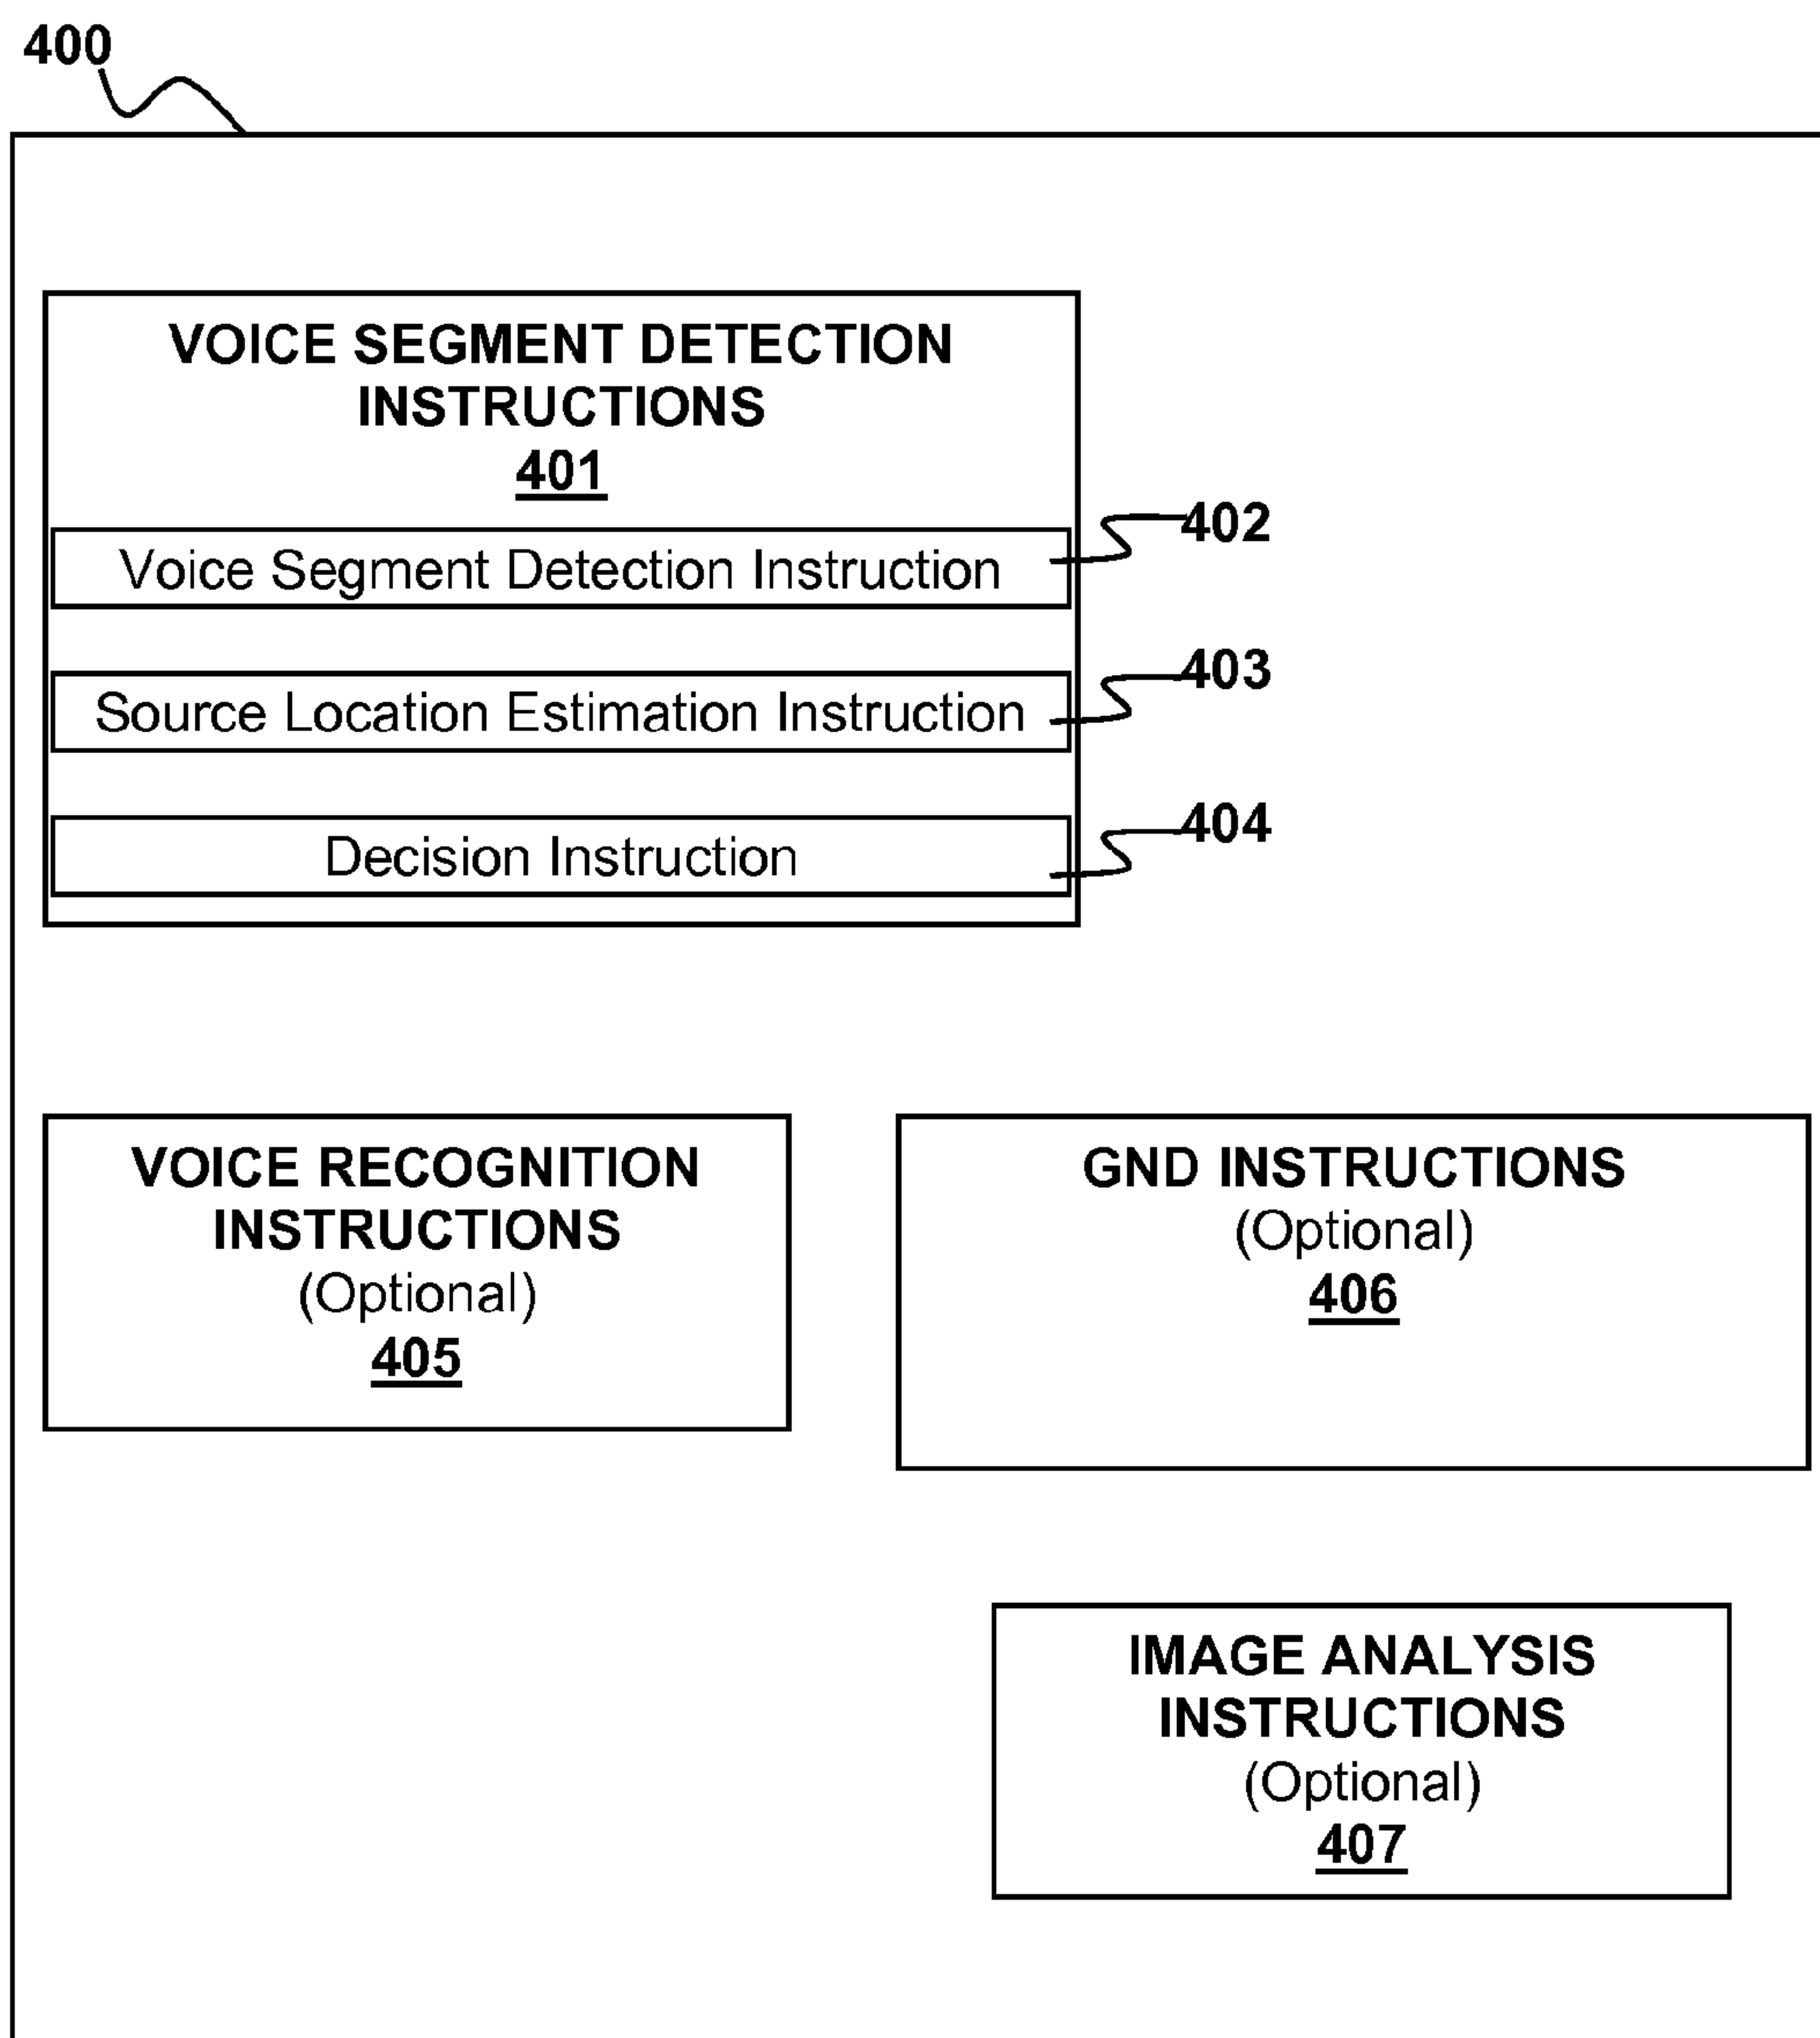 400
VOICE SEGMENT DETECTION
INSTRUCTIONS
401
Voice Segment Detection Instruction
402
Source Location Estimation Instruction
403
Decision Instruction
404
VOICE RECOGNITION
INSTRUCTIONS
(Optional)
405
GND INSTRUCTIONS
(Optional)
406
IMAGE ANALYSIS
INSTRUCTIONS
(Optional)
407